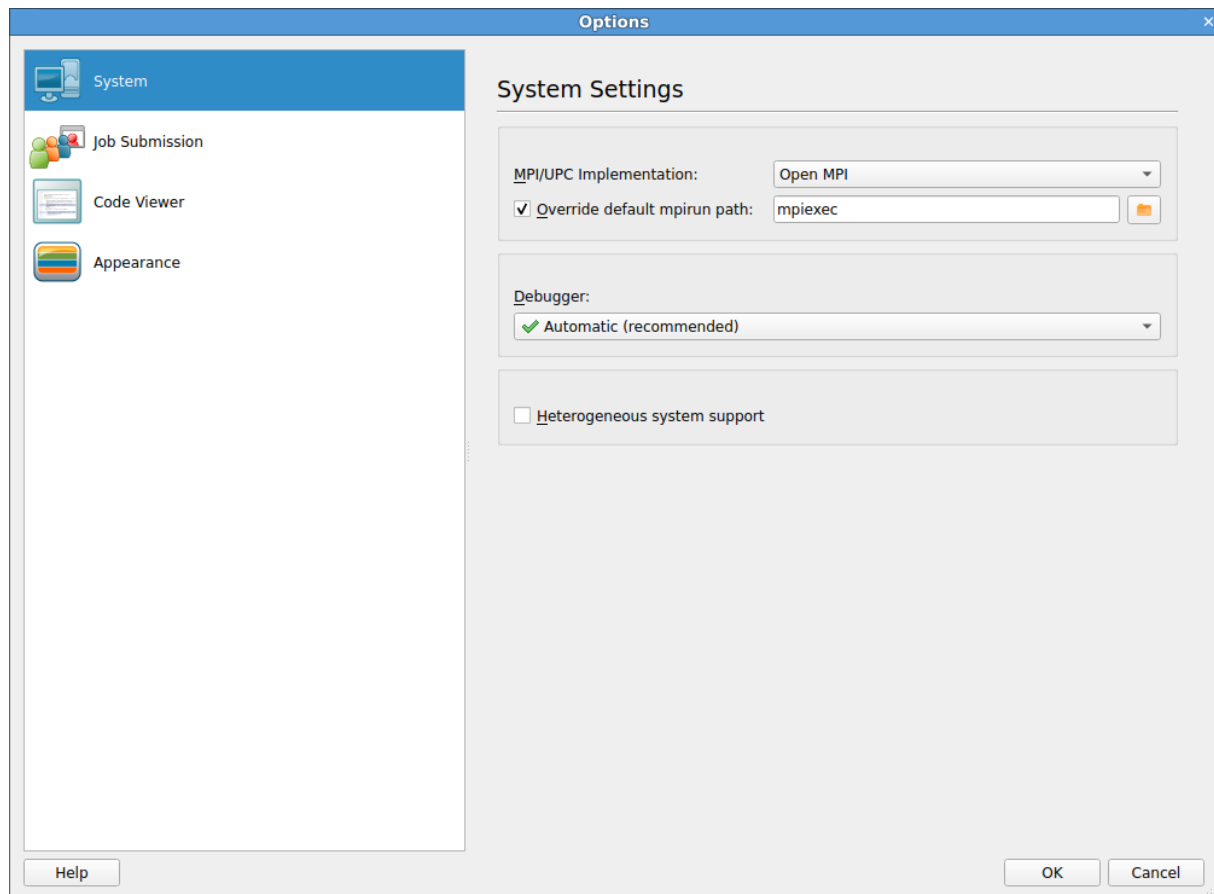 Options
System
Job Submission
Code Viewer
Appearance
System Settings
MPI/UPC Implementation: Open MPI
Override default mpirun path: mpiexec
Debugger:
Automatic (recommended)
Heterogeneous system support
Help OK Cancel